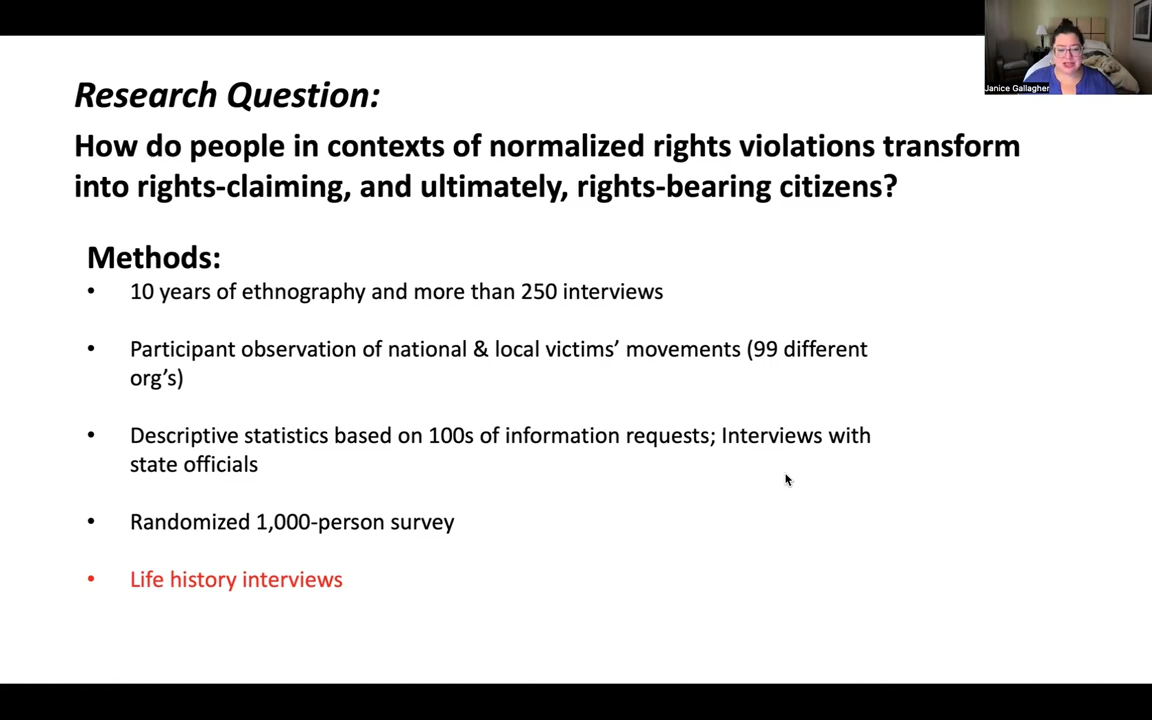 Janice Gallagher
Research Question:
How do people in contexts of normalized rights violations transform
into rights-claiming, and ultimately, rights-bearing citizens?
Methods:
• 10 years of ethnography and more than 250 interviews
• Participant observation of national & local victims’ movements (99 different
org’s)
• Descriptive statistics based on 100s of information requests; Interviews with
state officials
• Randomized 1,000-person survey
• Life history interviews